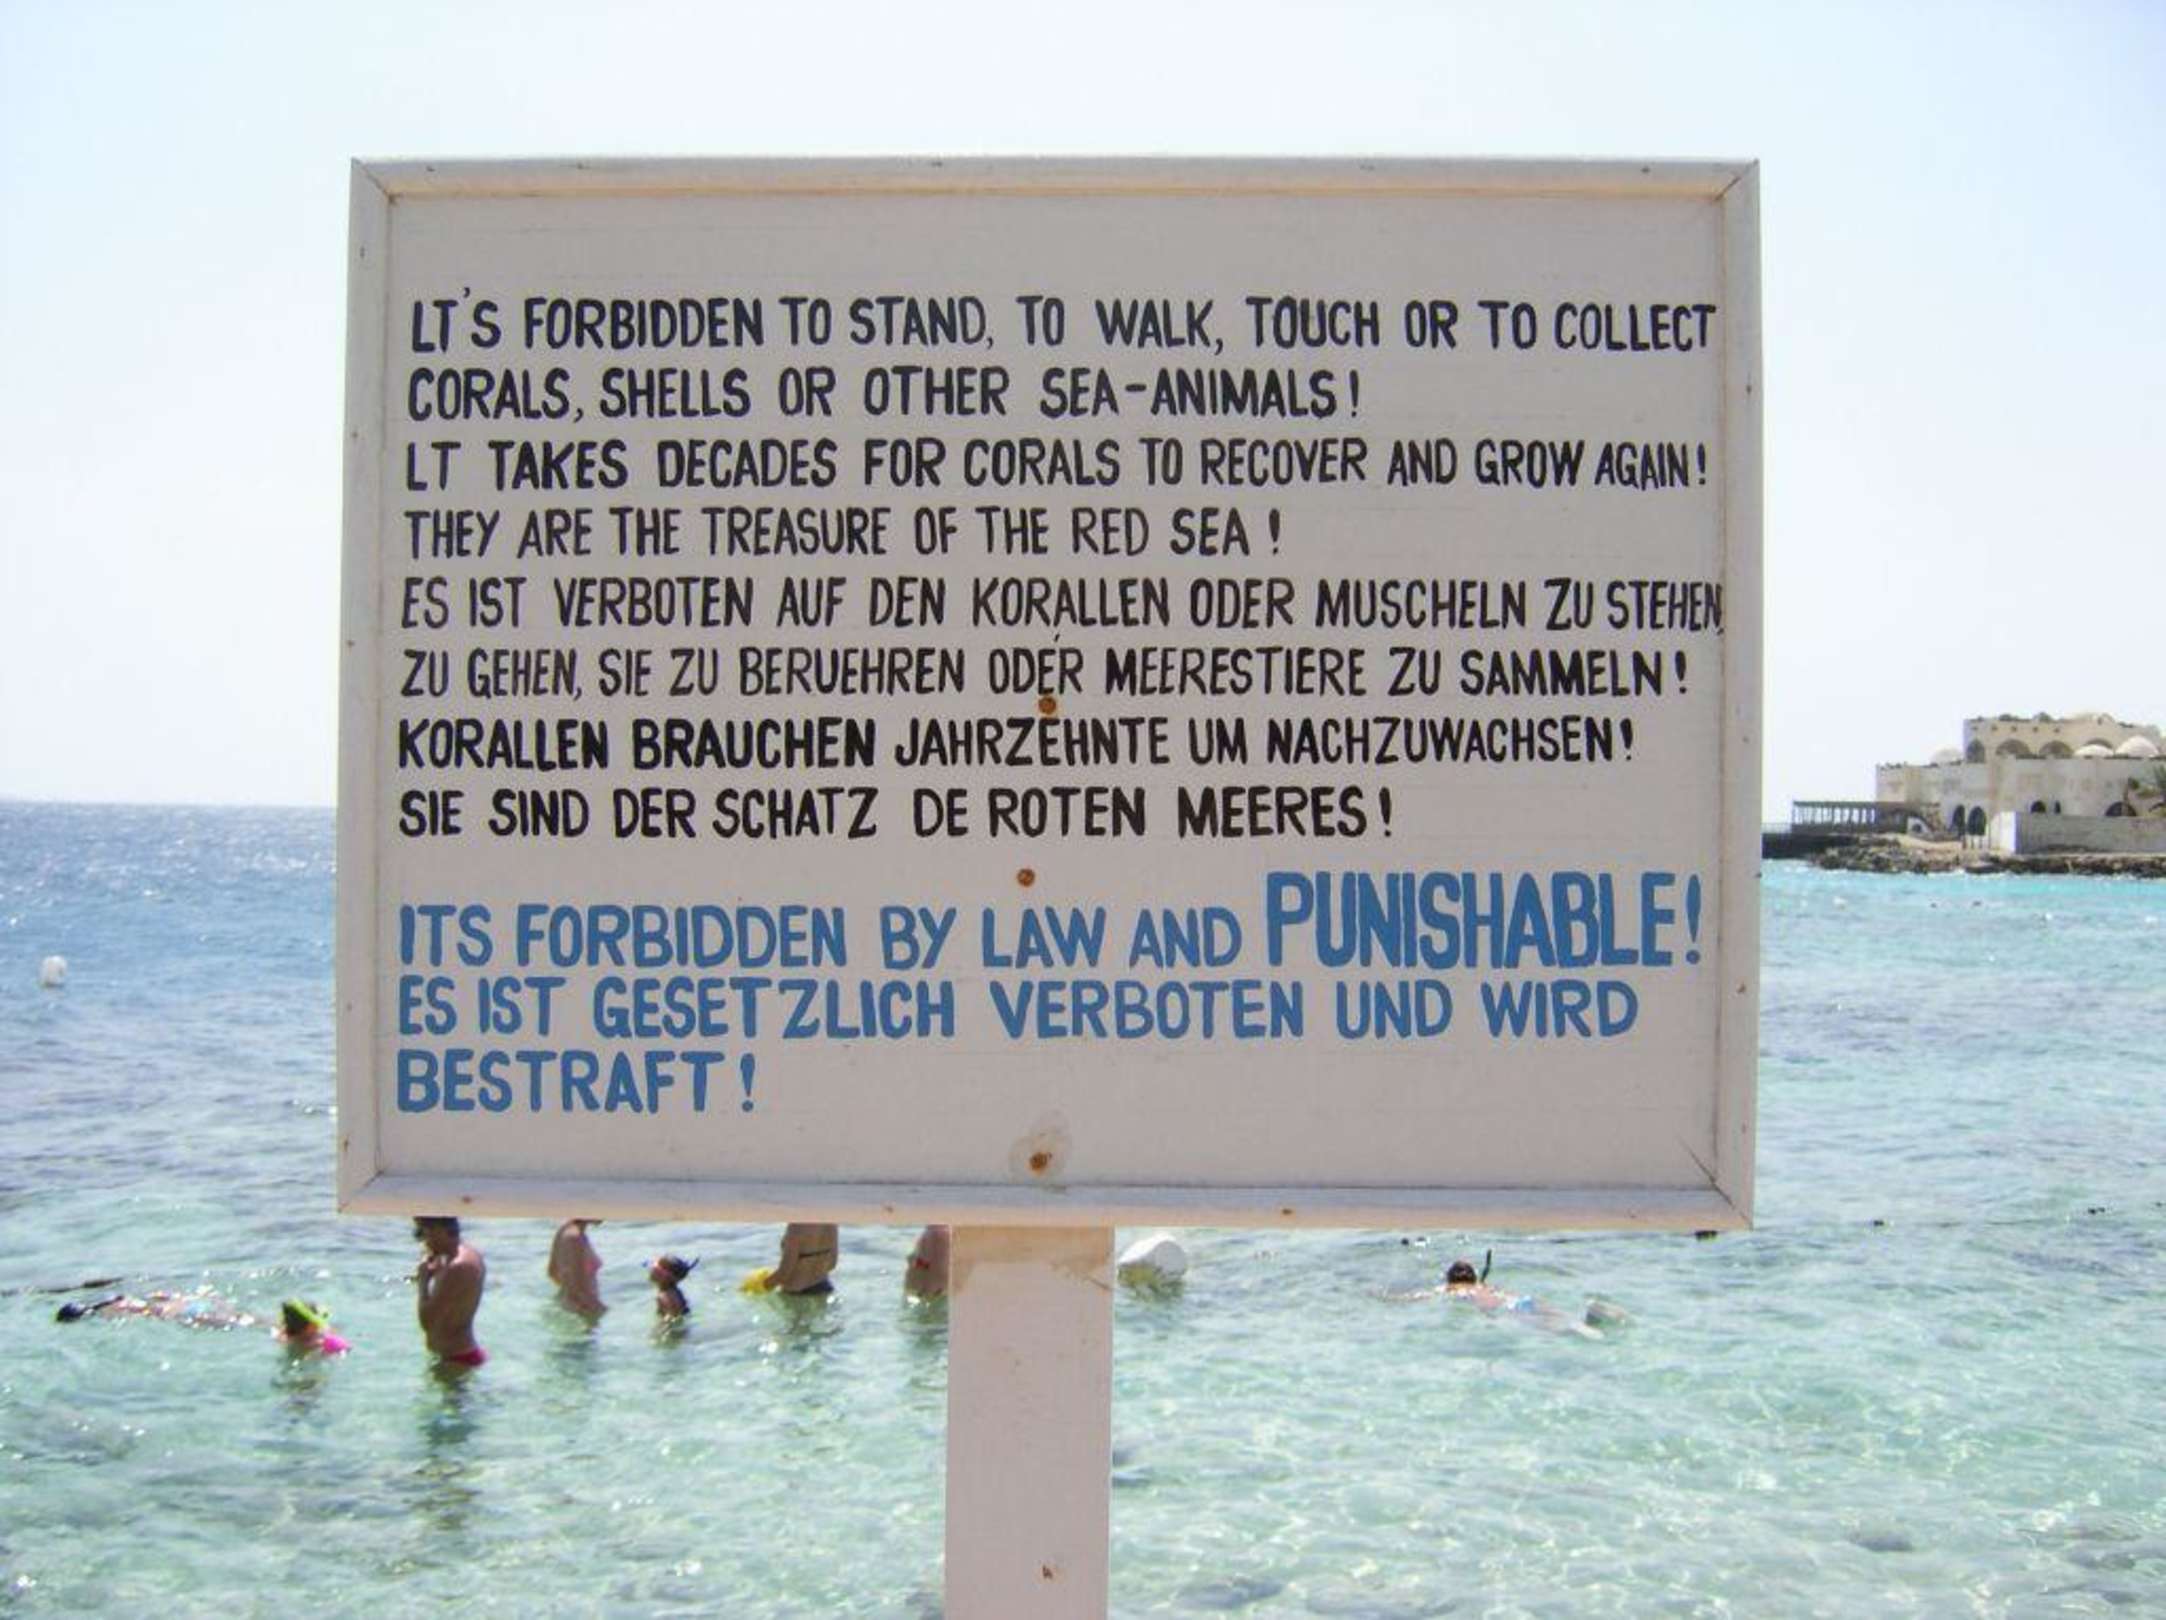 LT'S FORBIDDEN TO STAND, TO WALK, TOUCH OR TO COLLECT
CORALS, SHELLS OR OTHER SEA-ANIMALS!
LT TAKES DECADES FOR CORALS TO RECOVER AND GROW AGAIN!
THEY ARE THE TREASURE OF THE RED SEA!
ES IST VERBOTEN AUF DEN KORALLEN ODER MUSCHELN ZU STEHEN,
ZU GEHEN, SIE ZU BERUEHREN ODER MEERESTIERE ZU SAMMELN!
KORALLEN BRAUCHEN JAHRZEHNTE UM NACHZUWACHSEN!
SIE SIND DER SCHATZ DE ROTEN MEERES!
ITS FORBIDDEN BY LAW AND PUNISHABLE!
ES IST GESETZLICH VERBOTEN UND WIRD
BESTRAFT!